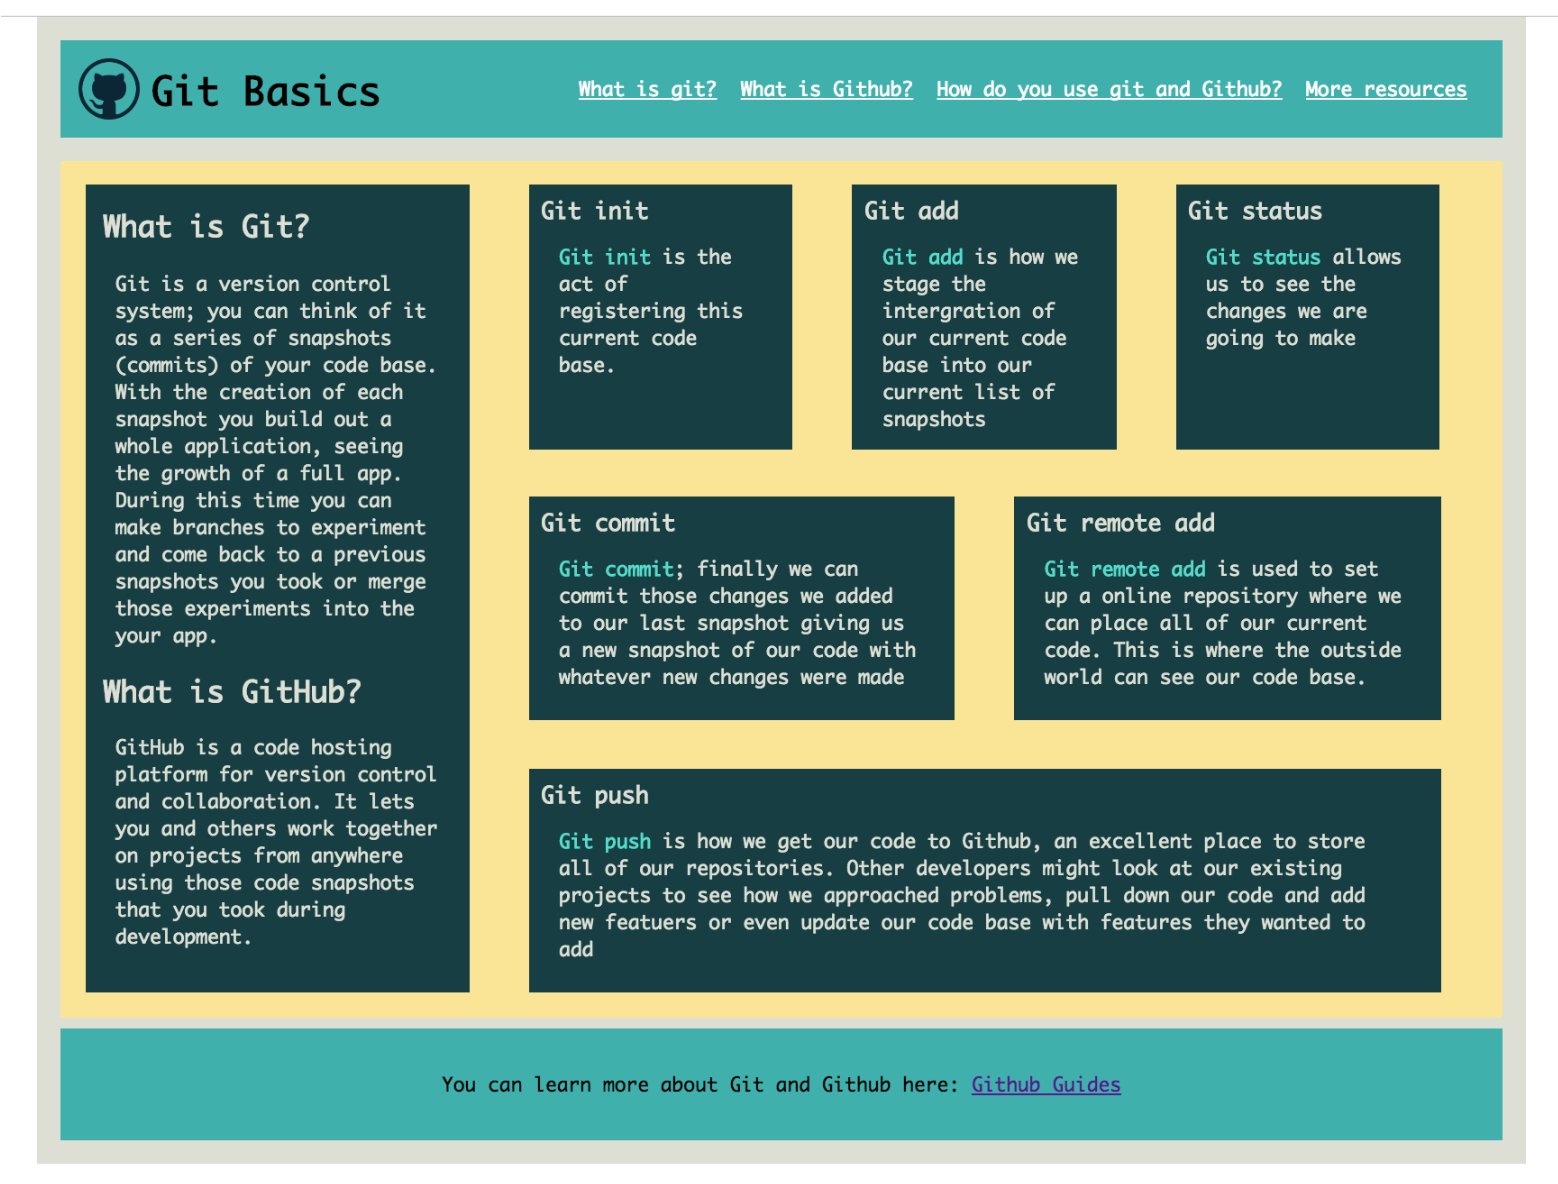 Git Basics
What is git? What is Github? How do you use git and Github? More resources
What is Git?
Git is a version control
system; you can think of it
as a series of snapshots
(commits) of your code base.
With the creation of each
snapshot you build out a
whole application, seeing
the growth of a full app.
During this time you can
make branches to experiment
and come back to a previous
snapshots you took or merge
those experiments into the
your app.
What is GitHub?
GitHub is a code hosting
platform for version control
and collaboration. It lets
you and others work together
on projects from anywhere
using those code snapshots
that you took during
development.
Git init
Git init is the
act of
registering this
current code
base.
Git add
Git add is how we
stage the
intergration of
our current code
base into our
current list of
snapshots
Git status
Git status allows
us to see the
changes we are
going to make
Git commit
Git commit; finally we can
commit those changes we added
to our last snapshot giving us
a new snapshot of our code with
whatever new changes were made
Git remote add
Git remote add is used to set
up a online repository where we
can place all of our current
code. This is where the outside
world can see our code base.
Git push
Git push is how we get our code to Github, an excellent place to store
all of our repositories. Other developers might look at our existing
projects to see how we approached problems, pull down our code and add
new featuers or even update our code base with features they wanted to
add
You can learn more about Git and Github here: Github Guides